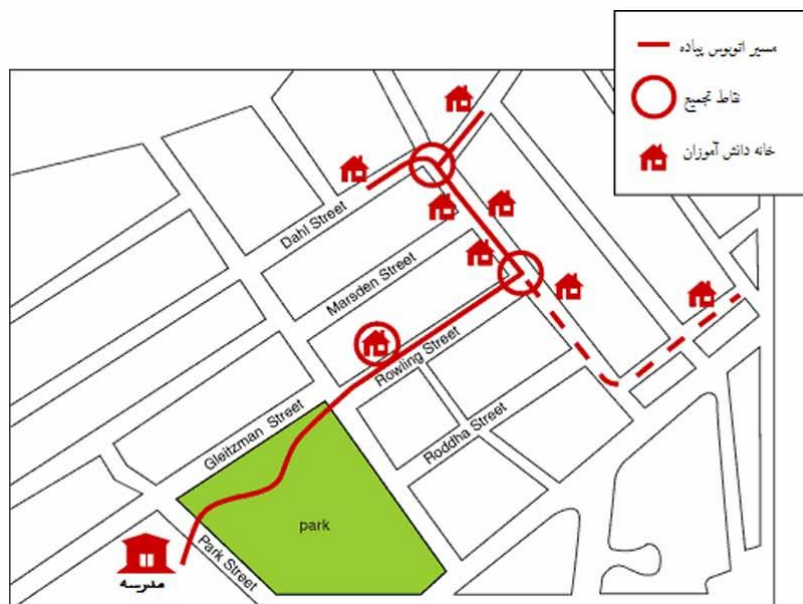 مسیر اتوبوس پیاده
نقاط تجمیع
خانه دانش آموزان
Dahl Street
Marsden Street
Rowling Street
Gleitzman Street
Roddha Street
park
Park Street
مدرسه